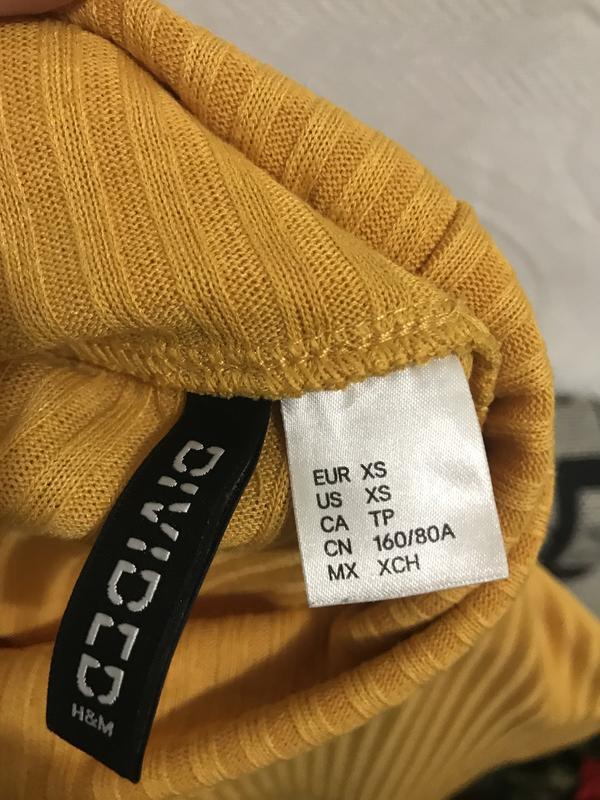 DIVIDED
H&M
EUR XS
US XS
CA TP
CN 160/80A
MX XCH